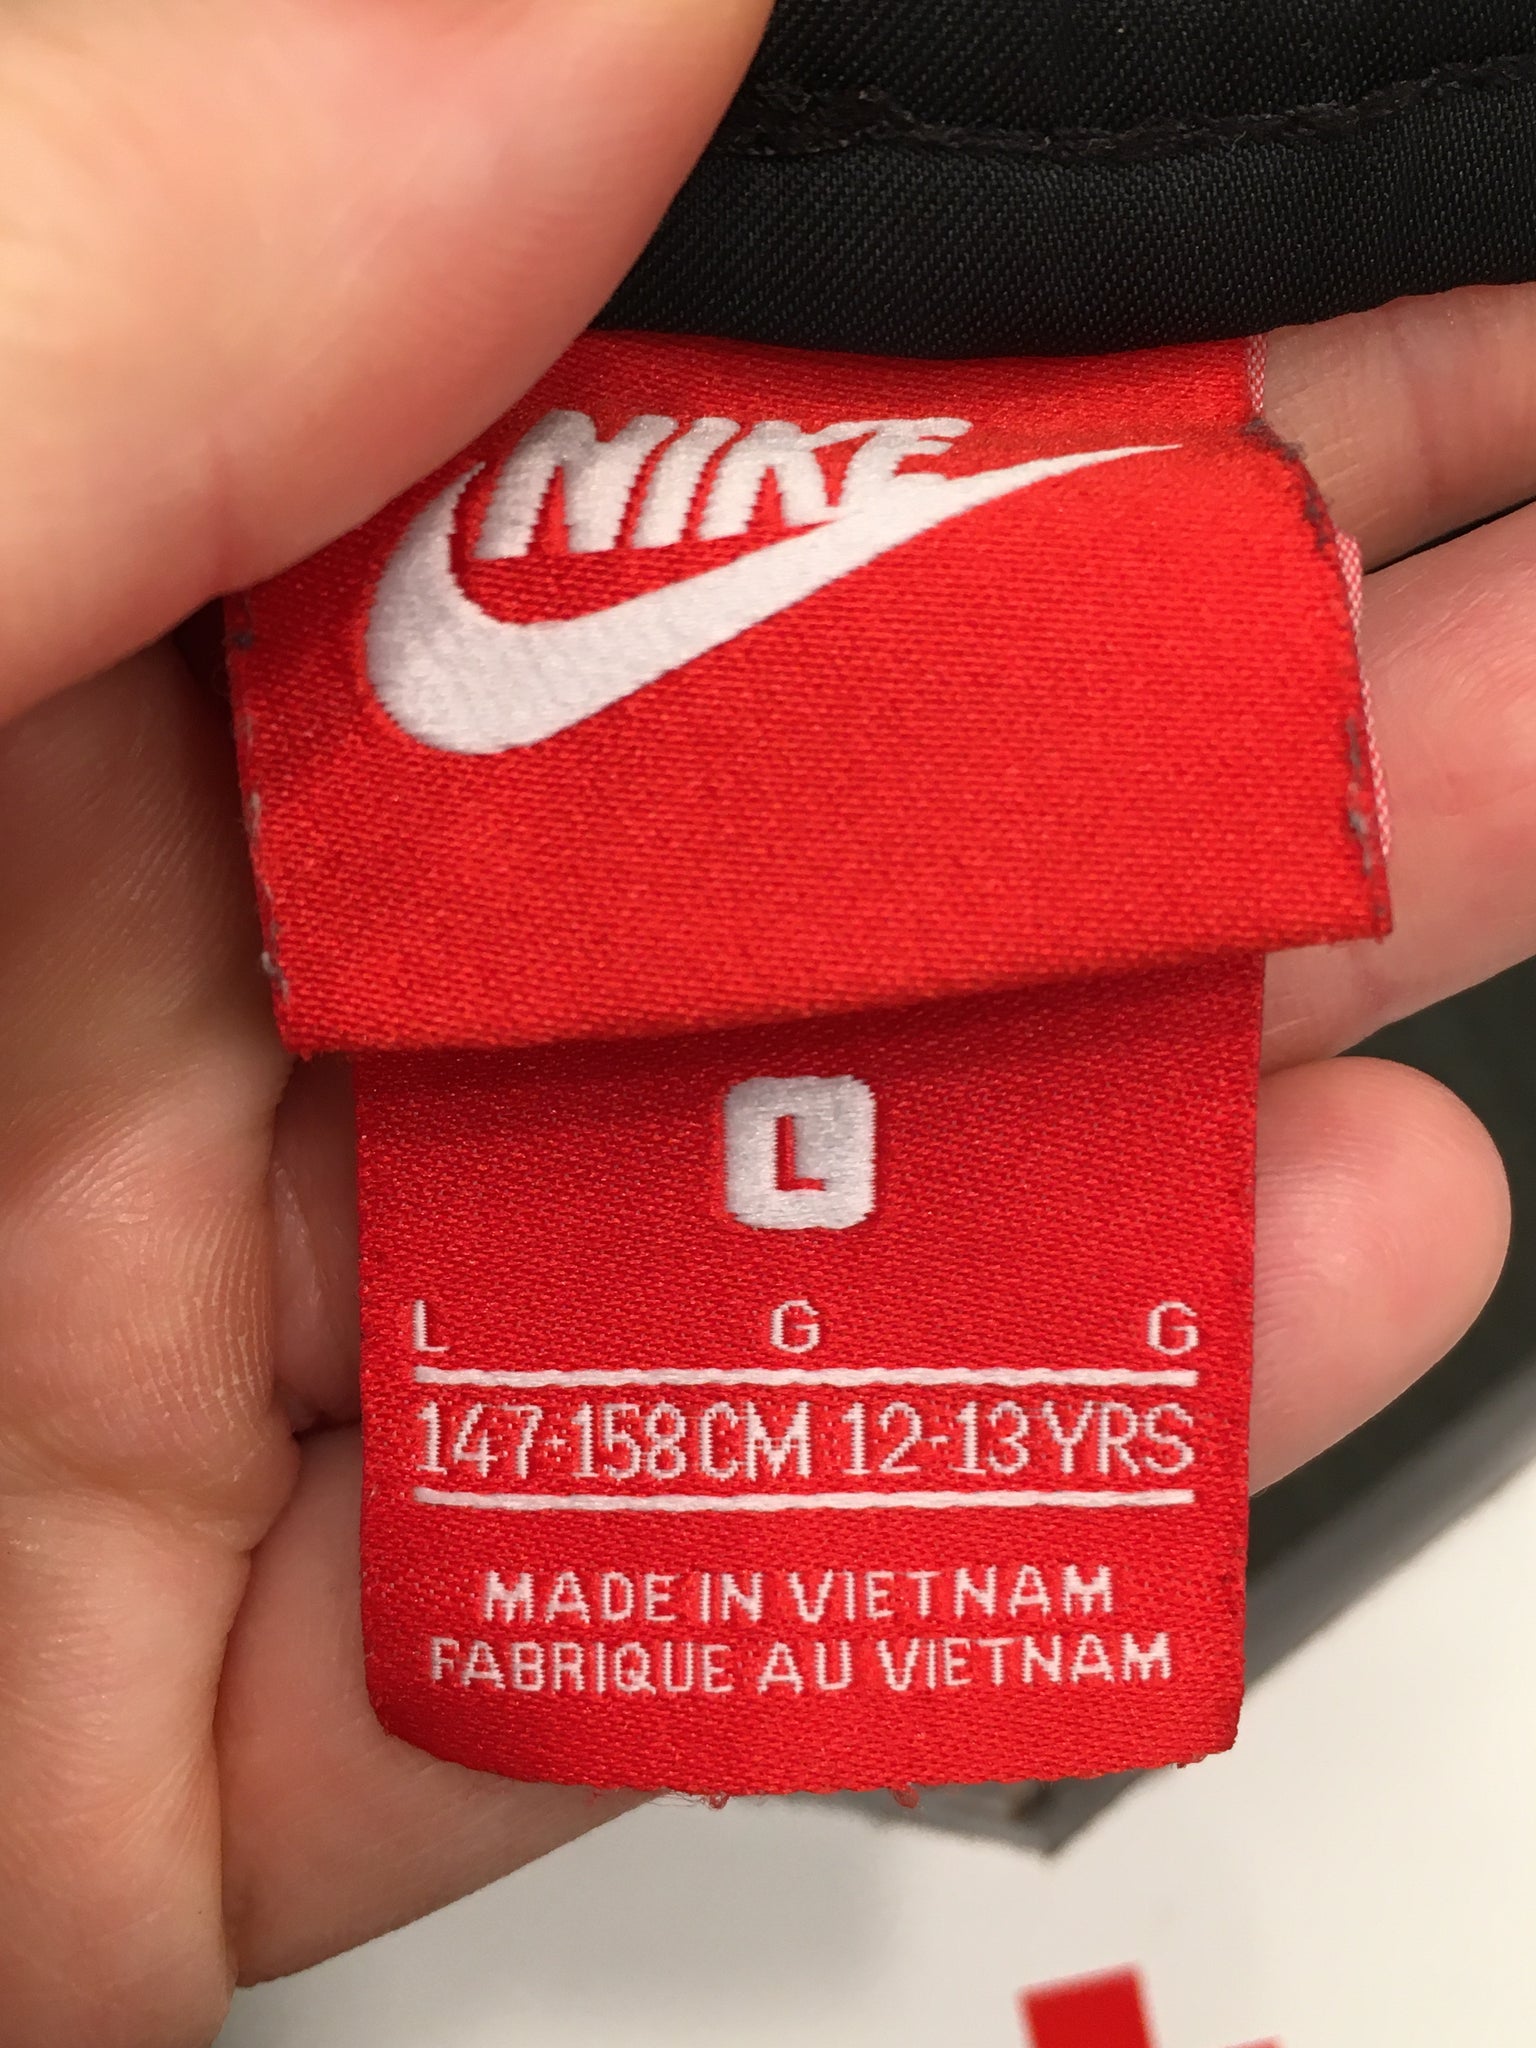 NIKE
L
L G G
147-158CM 12-13YRS
MADE IN VIETNAM
FABRIQUE AU VIETNAM